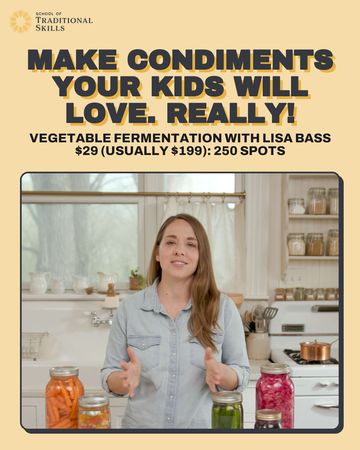 SCHOOL OF
TRADITIONAL
SKILLS
MAKE CONDIMENTS
YOUR KIDS WILL
LOVE. REALLY!
VEGETABLE FERMENTATION WITH LISA BASS
$29 (USUALLY $199): 250 SPOTS